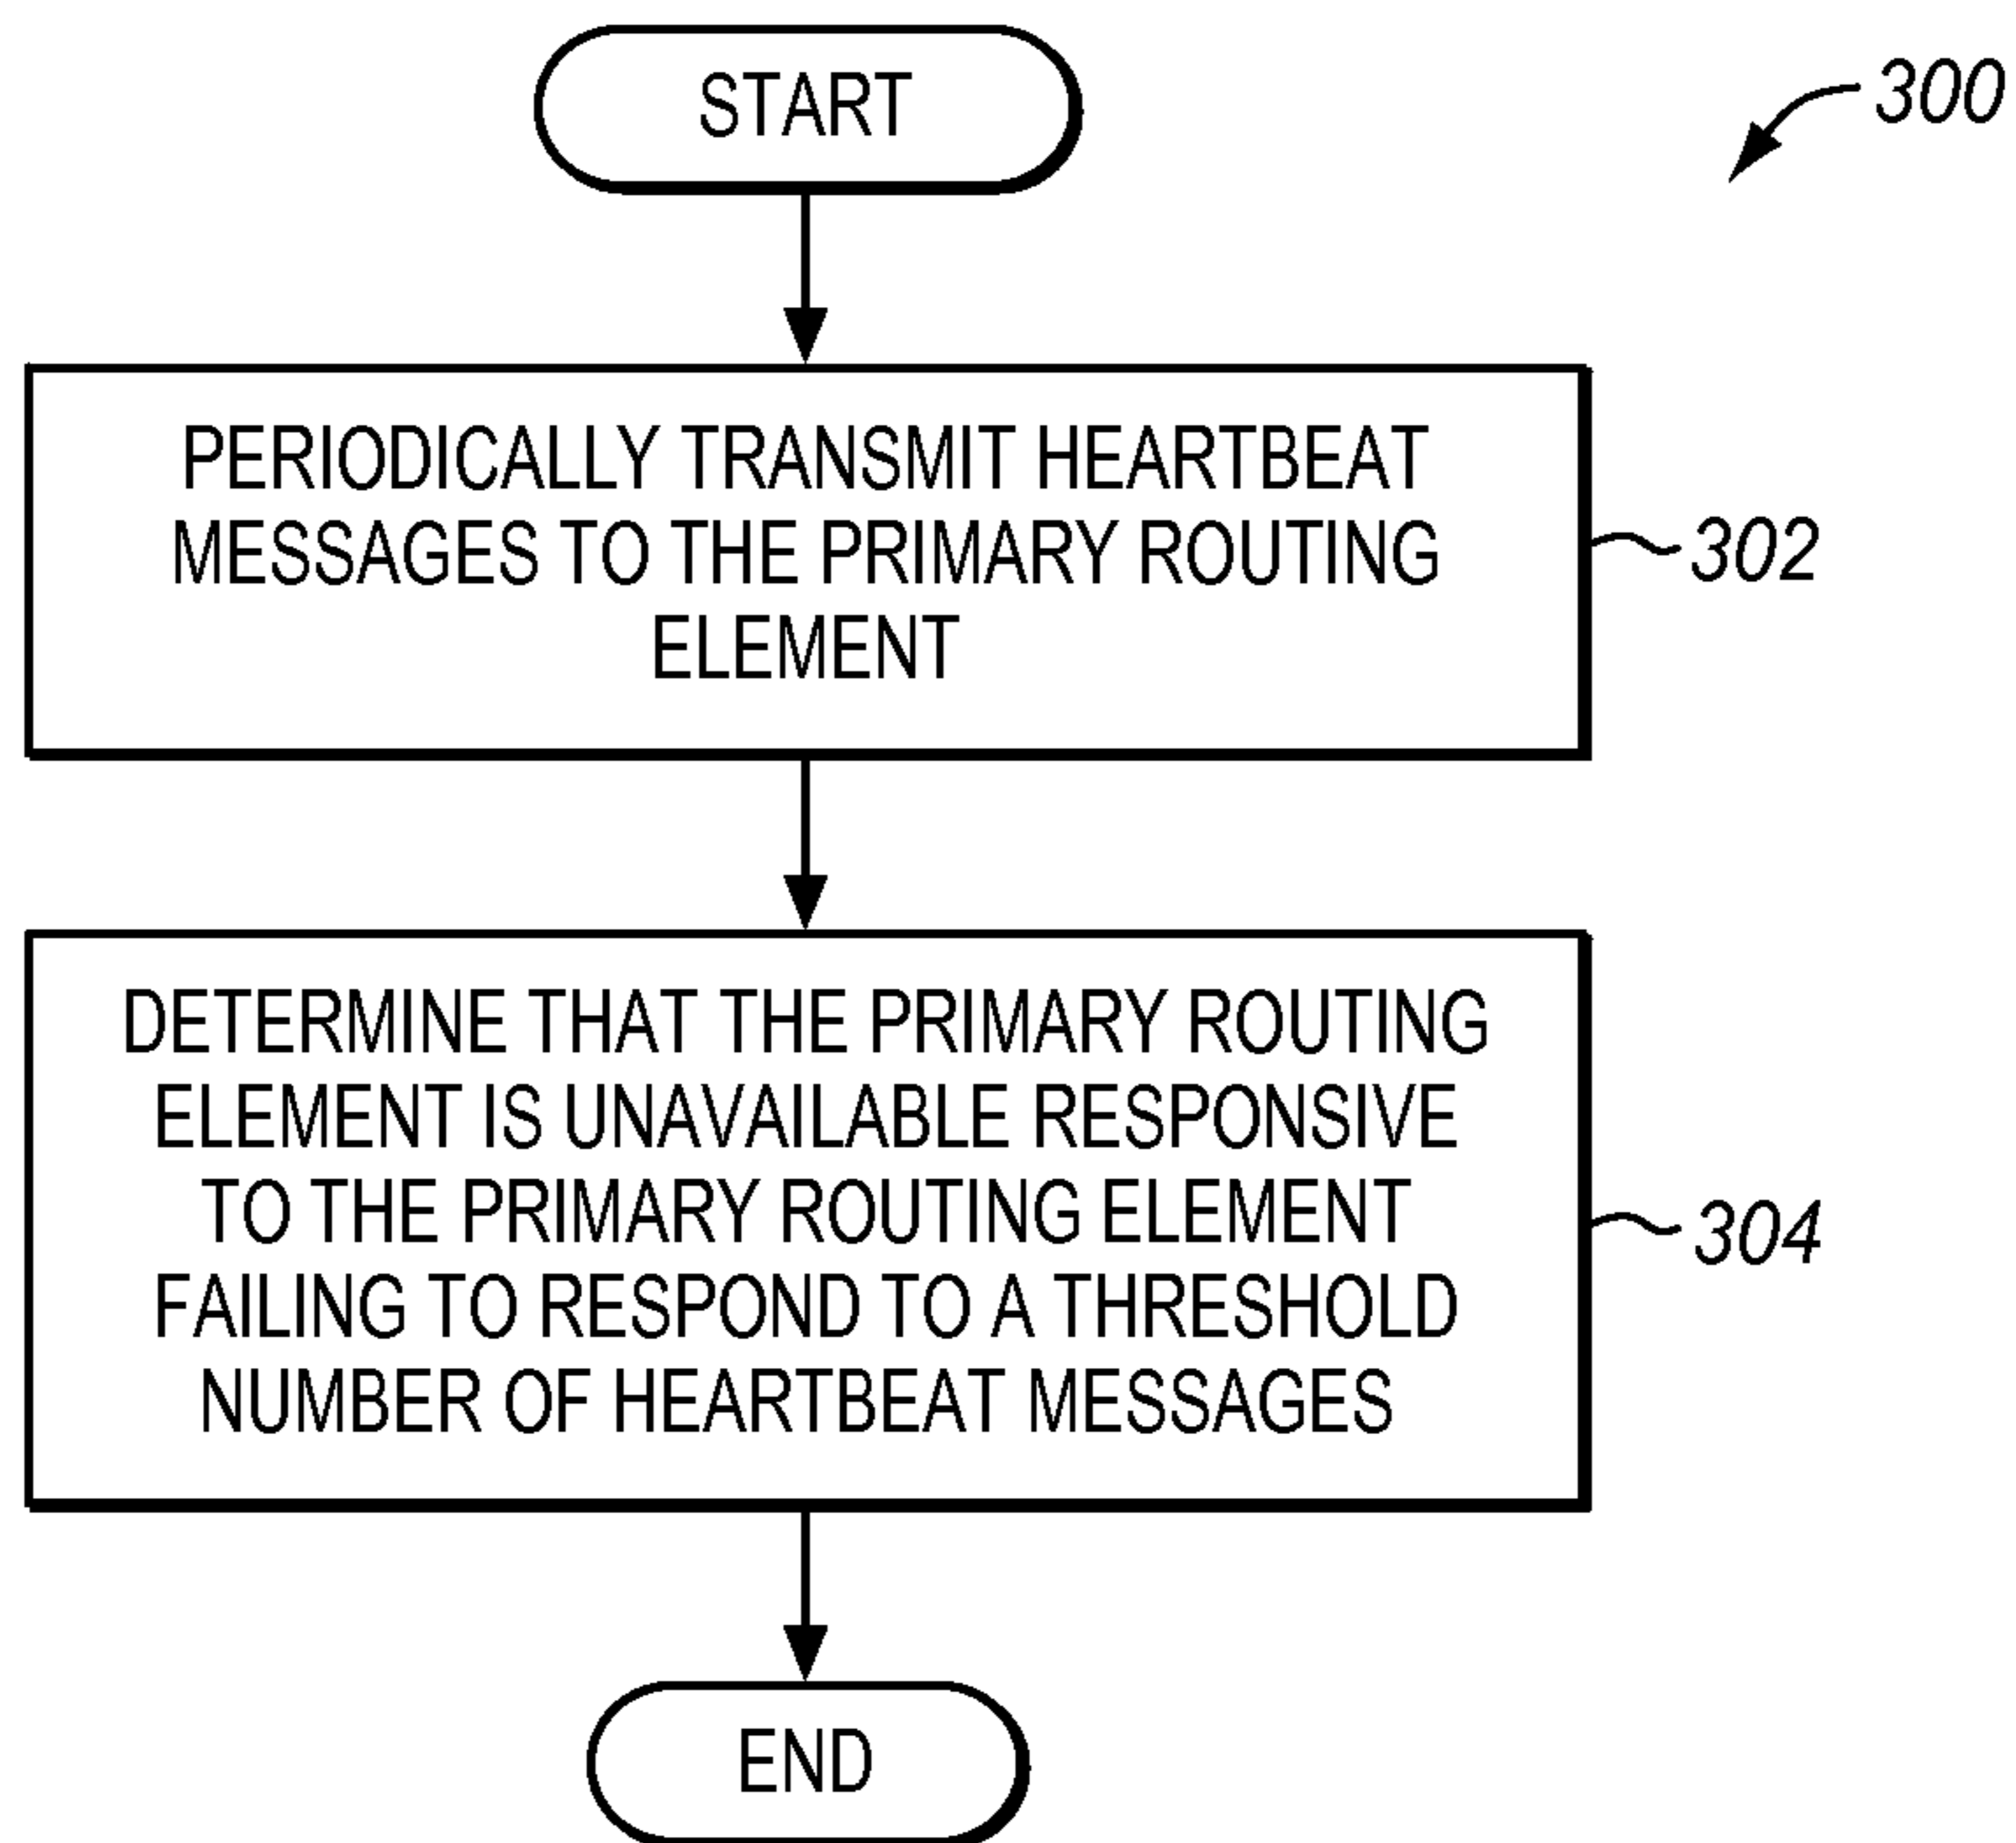 START
300
PERIODICALLY TRANSMIT HEARTBEAT
MESSAGES TO THE PRIMARY ROUTING
ELEMENT
302
DETERMINE THAT THE PRIMARY ROUTING
ELEMENT IS UNAVAILABLE RESPONSIVE
TO THE PRIMARY ROUTING ELEMENT
FAILING TO RESPOND TO A THRESHOLD
NUMBER OF HEARTBEAT MESSAGES
304
END